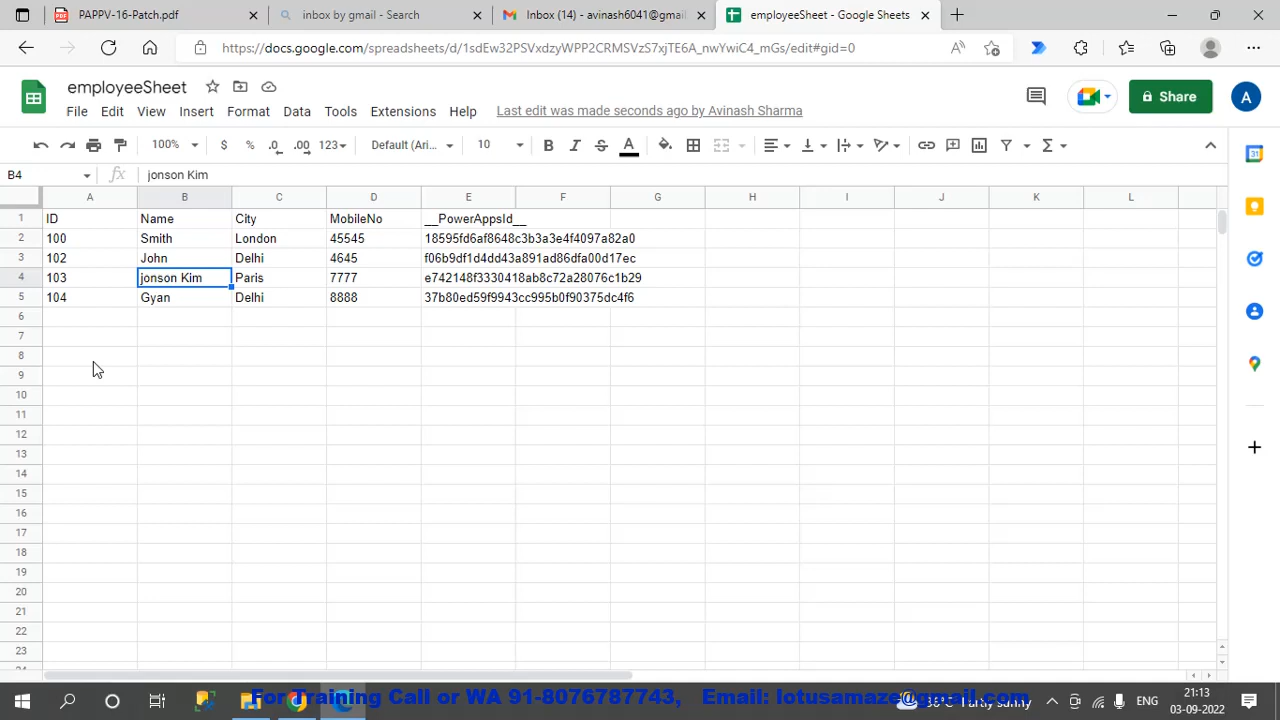 PAPPV-16-Patch.pdf
inbox by gmail - Search
Inbox (14) - avinash6041@gmail
employeeSheet - Google Sheets
https://docs.google.com/spreadsheets/d/1sdEw32PSVxdzyWPP2CRMSVzS7xjTE6A_nwYwiC4_mGs/edit#gid=0
employeeSheet
File Edit View Insert Format Data Tools Extensions Help Last edit was made seconds ago by Avinash Sharma
Share
A
100% $ % .0 .00 123 Default (Ari... 10 B I S A
B4 fx jonson Kim
A B C D E F G H I J K L
1 ID Name City MobileNo __PowerAppsId__
2 100 Smith London 45545 18595fd6af8648c3b3a3e4f4097a82a0
3 102 John Delhi 4645 f06b9df1d4dd43a891ad86dfa00d17ec
4 103 jonson Kim Paris 7777 e742148f3330418ab8c72a28076c1b29
5 104 Gyan Delhi 8888 37b80ed59f9943cc995b0f90375dc4f6
6
7
8
9
10
11
12
13
14
15
16
17
18
19
20
21
22
23
For Training Call or WA 91-8076787743, Email: lotusamaze@gmail.com
ENG
21:13
03-09-2022